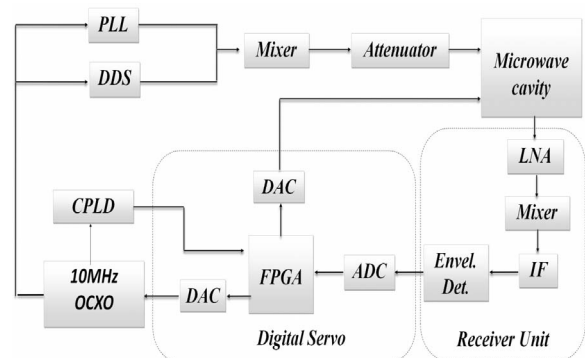 PLL
DDS
Mixer
Attenuator
Microwave
cavity
LNA
Mixer
IF
Envel.
Det.
Receiver Unit
DAC
CPLD
FPGA
ADC
10MHz
OCXO
DAC
Digital Servo